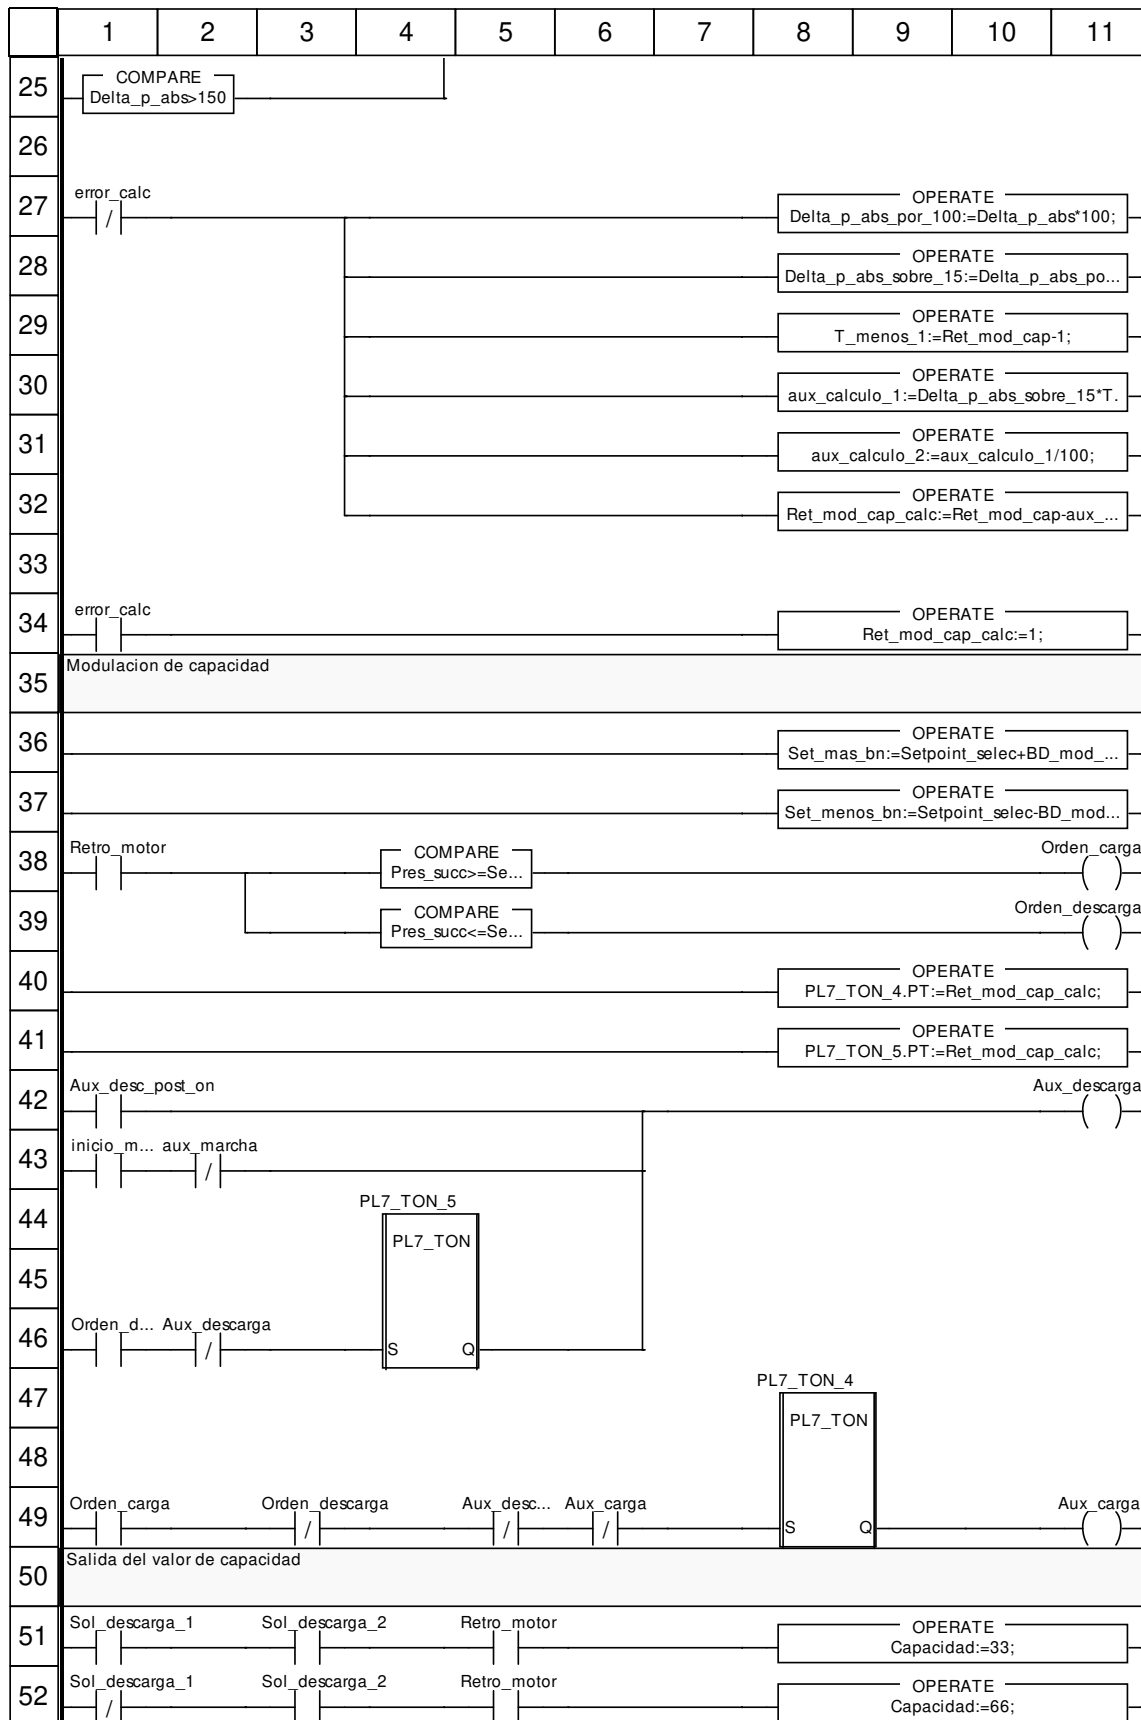 1 2 3 4 5 6 7 8 9 10 11
25
COMPARE
Delta_p_abs>150
26
27
error_calc
/
OPERATE
Delta_p_abs_por_100:=Delta_p_abs*100;
28
OPERATE
Delta_p_abs_sobre_15:=Delta_p_abs_po...
29
OPERATE
T_menos_1:=Ret_mod_cap-1;
30
OPERATE
aux_calculo_1:=Delta_p_abs_sobre_15*T.
31
OPERATE
aux_calculo_2:=aux_calculo_1/100;
32
OPERATE
Ret_mod_cap_calc:=Ret_mod_cap-aux_...
33
34
error_calc
OPERATE
Ret_mod_cap_calc:=1;
35
Modulacion de capacidad
36
OPERATE
Set_mas_bn:=Setpoint_selec+BD_mod_...
37
OPERATE
Set_menos_bn:=Setpoint_selec-BD_mod...
38
Retro_motor
COMPARE
Pres_succ>=Se...
Orden_carga
39
COMPARE
Pres_succ<=Se...
Orden_descarga
40
OPERATE
PL7_TON_4.PT:=Ret_mod_cap_calc;
41
OPERATE
PL7_TON_5.PT:=Ret_mod_cap_calc;
42
Aux_desc_post_on
Aux_descarga
43
inicio_m... aux_marcha
/
44
PL7_TON_5
PL7_TON
45
46
Orden_d... Aux_descarga
/
S Q
47
PL7_TON_4
PL7_TON
48
49
Orden_carga Orden_descarga Aux_desc... Aux_carga Aux_carga
/ / /
S Q
50
Salida del valor de capacidad
51
Sol_descarga_1 Sol_descarga_2 Retro_motor
OPERATE
Capacidad:=33;
52
Sol_descarga_1 Sol_descarga_2 Retro_motor
/
OPERATE
Capacidad:=66;